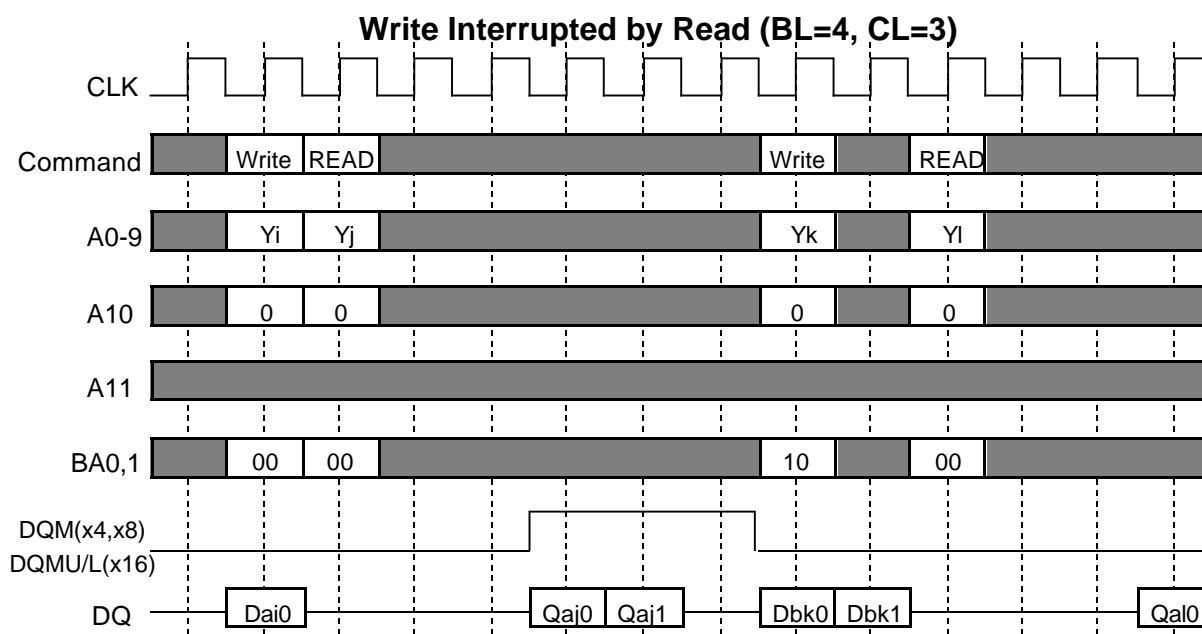 Write Interrupted by Read (BL=4, CL=3)
CLK
Command Write READ Write READ
A0-9 Yi Yj Yk Yl
A10 0 0 0 0
A11
BA0,1 00 00 10 00
DQM(x4,x8)
DQMU/L(x16)
DQ Dai0 Qaj0 Qaj1 Dbk0 Dbk1 Qal0